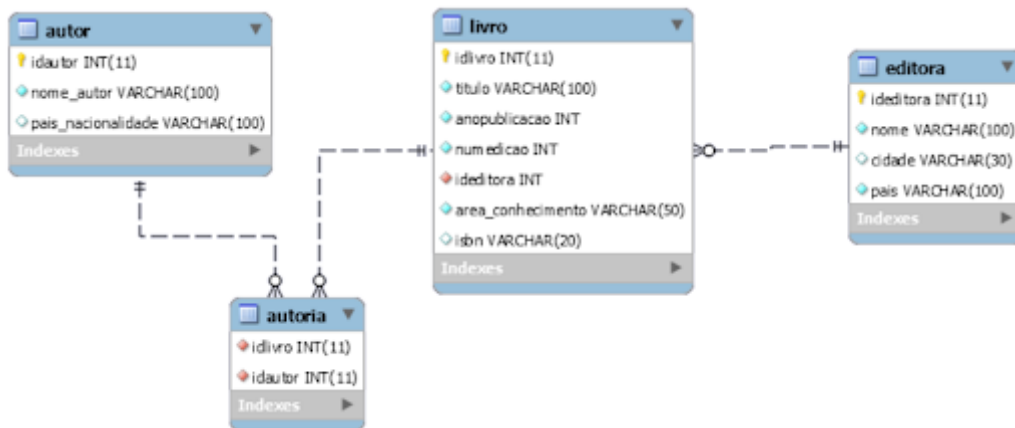 autor
idautor INT(11)
nome_autor VARCHAR(100)
pais_nacionalidade VARCHAR(100)
Indexes
livro
idlivro INT(11)
titulo VARCHAR(100)
anopublicacao INT
numedicao INT
ideditora INT
area_conhecimento VARCHAR(50)
isbn VARCHAR(20)
Indexes
editora
ideditora INT(11)
nome VARCHAR(100)
cidade VARCHAR(30)
pais VARCHAR(100)
Indexes
autoria
idlivro INT(11)
idautor INT(11)
Indexes